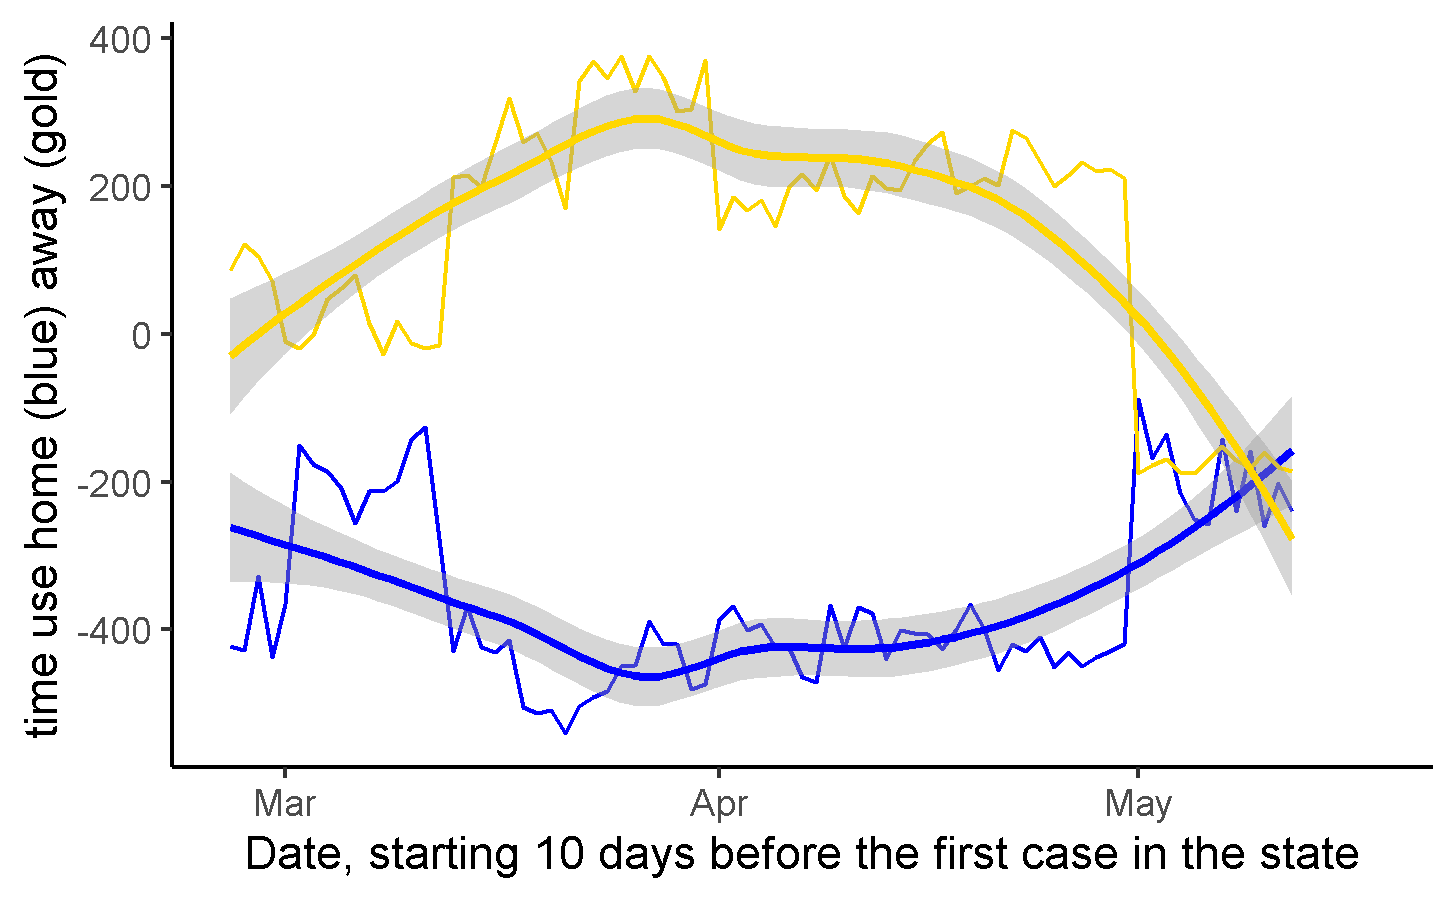 time use home (blue) away (gold)
400
200
0
-200
-400
Mar Apr May
Date, starting 10 days before the first case in the state